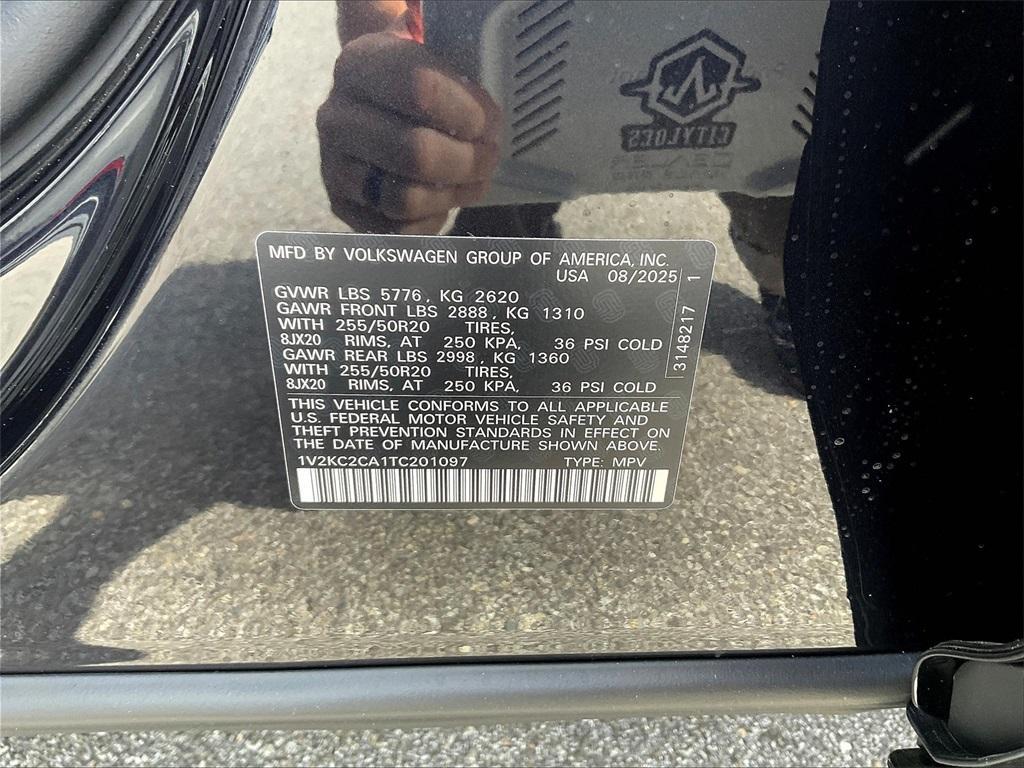 MFD BY VOLKSWAGEN GROUP OF AMERICA, INC.
USA 08/2025
1
3148217
GVWR LBS 5776, KG 2620
GAWR FRONT LBS 2888, KG 1310
WITH 255/50R20 TIRES,
8JX20 RIMS, AT 250 KPA, 36 PSI COLD
GAWR REAR LBS 2998, KG 1360
WITH 255/50R20 TIRES,
8JX20 RIMS, AT 250 KPA, 36 PSI COLD
THIS VEHICLE CONFORMS TO ALL APPLICABLE
U.S. FEDERAL MOTOR VEHICLE SAFETY AND
THEFT PREVENTION STANDARDS IN EFFECT ON
THE DATE OF MANUFACTURE SHOWN ABOVE.
1V2KC2CA1TC201097 TYPE: MPV